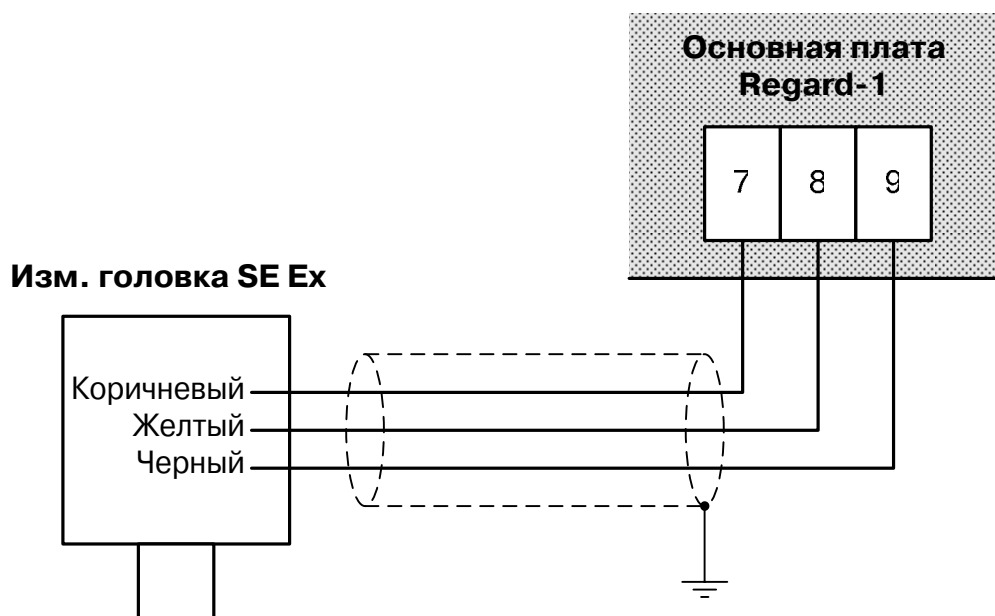 Основная плата
Regard-1
7 8 9
Изм. головка SE Ex
Коричневый
Желтый
Черный